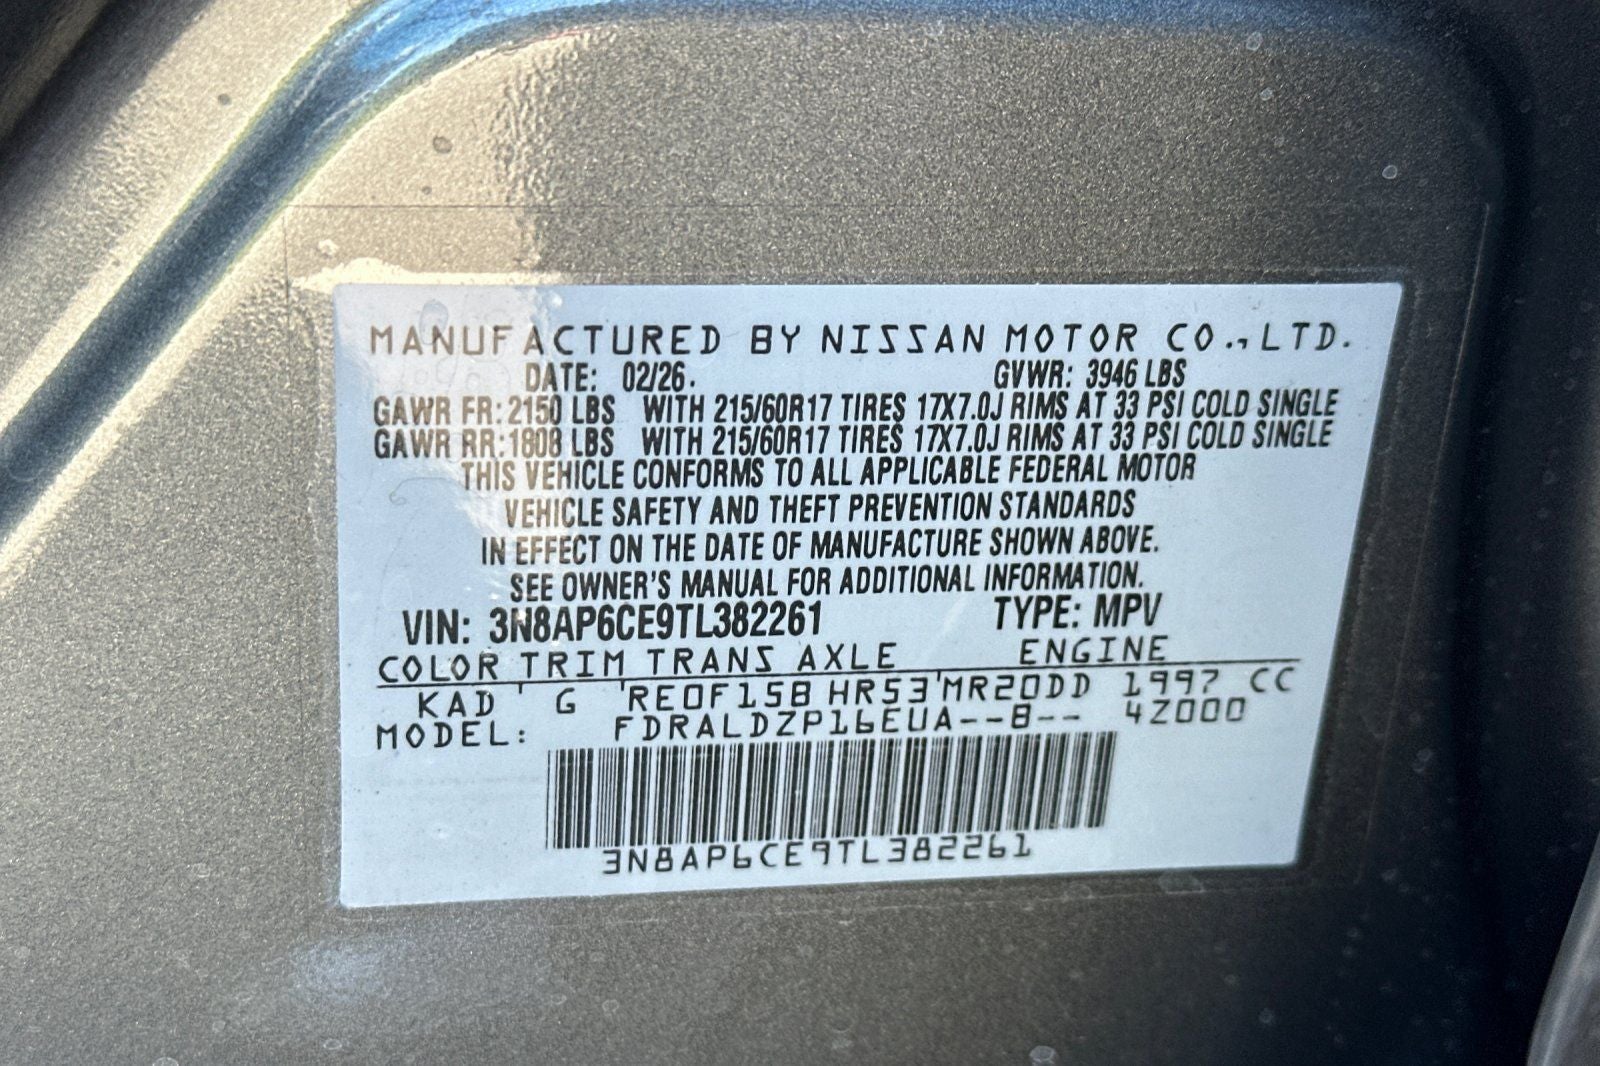 MANUFACTURED BY NISSAN MOTOR CO., LTD.
DATE: 02/26. GVWR: 3946 LBS
GAWR FR: 2150 LBS WITH 215/60R17 TIRES 17X7.0J RIMS AT 33 PSI COLD SINGLE
GAWR RR: 1808 LBS WITH 215/60R17 TIRES 17X7.0J RIMS AT 33 PSI COLD SINGLE
THIS VEHICLE CONFORMS TO ALL APPLICABLE FEDERAL MOTOR
VEHICLE SAFETY AND THEFT PREVENTION STANDARDS
IN EFFECT ON THE DATE OF MANUFACTURE SHOWN ABOVE.
SEE OWNER'S MANUAL FOR ADDITIONAL INFORMATION.
VIN: 3N8AP6CE9TL382261 TYPE: MPV
COLOR TRIM TRANS AXLE ENGINE
KAD ' G 'RE0F15B HR53'MR20DD 1997 CC
MODEL: FDRALDZP16EUA--B-- 4Z000
3N8AP6CE9TL382261